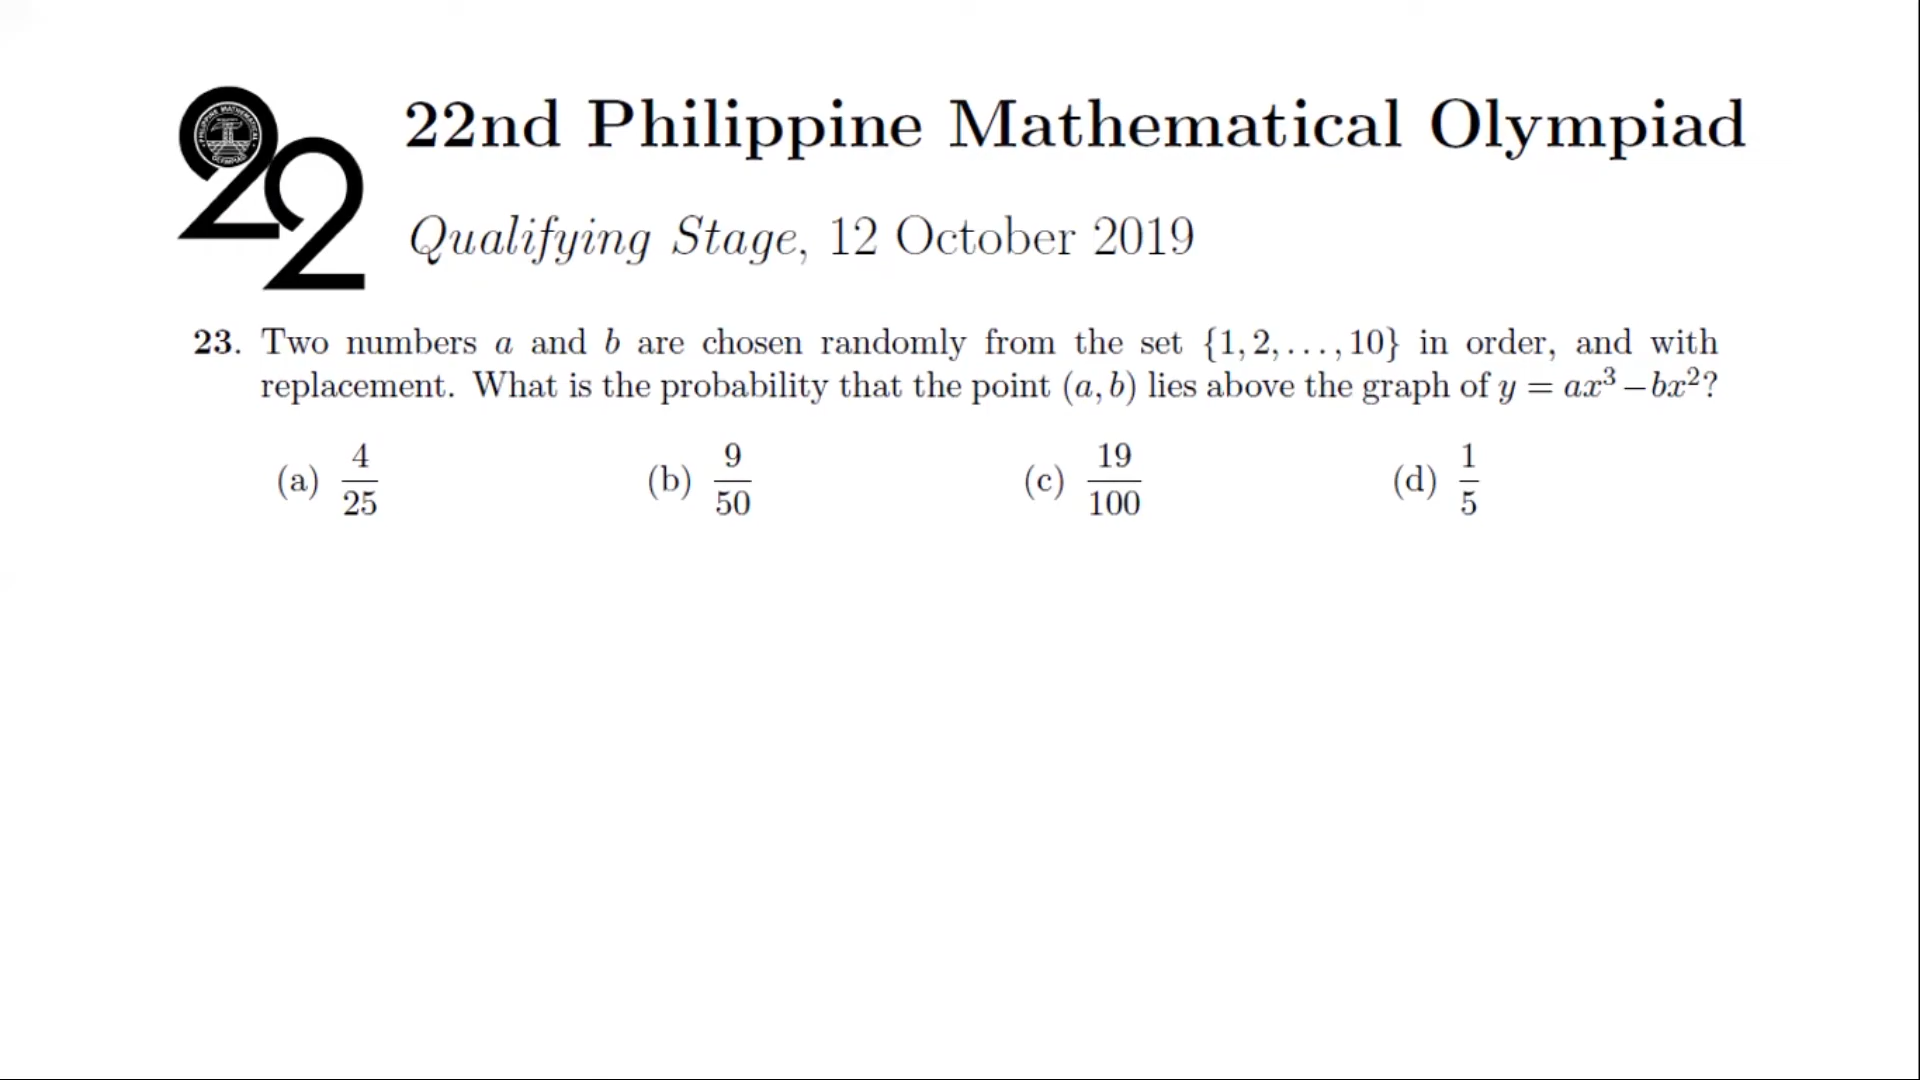 22
22nd Philippine Mathematical Olympiad
Qualifying Stage, 12 October 2019
23. Two numbers a and b are chosen randomly from the set {1, 2, . . . , 10} in order, and with
replacement. What is the probability that the point (a, b) lies above the graph of y = ax³ – bx²?
(a) 4/25 (b) 9/50 (c) 19/100 (d) 1/5